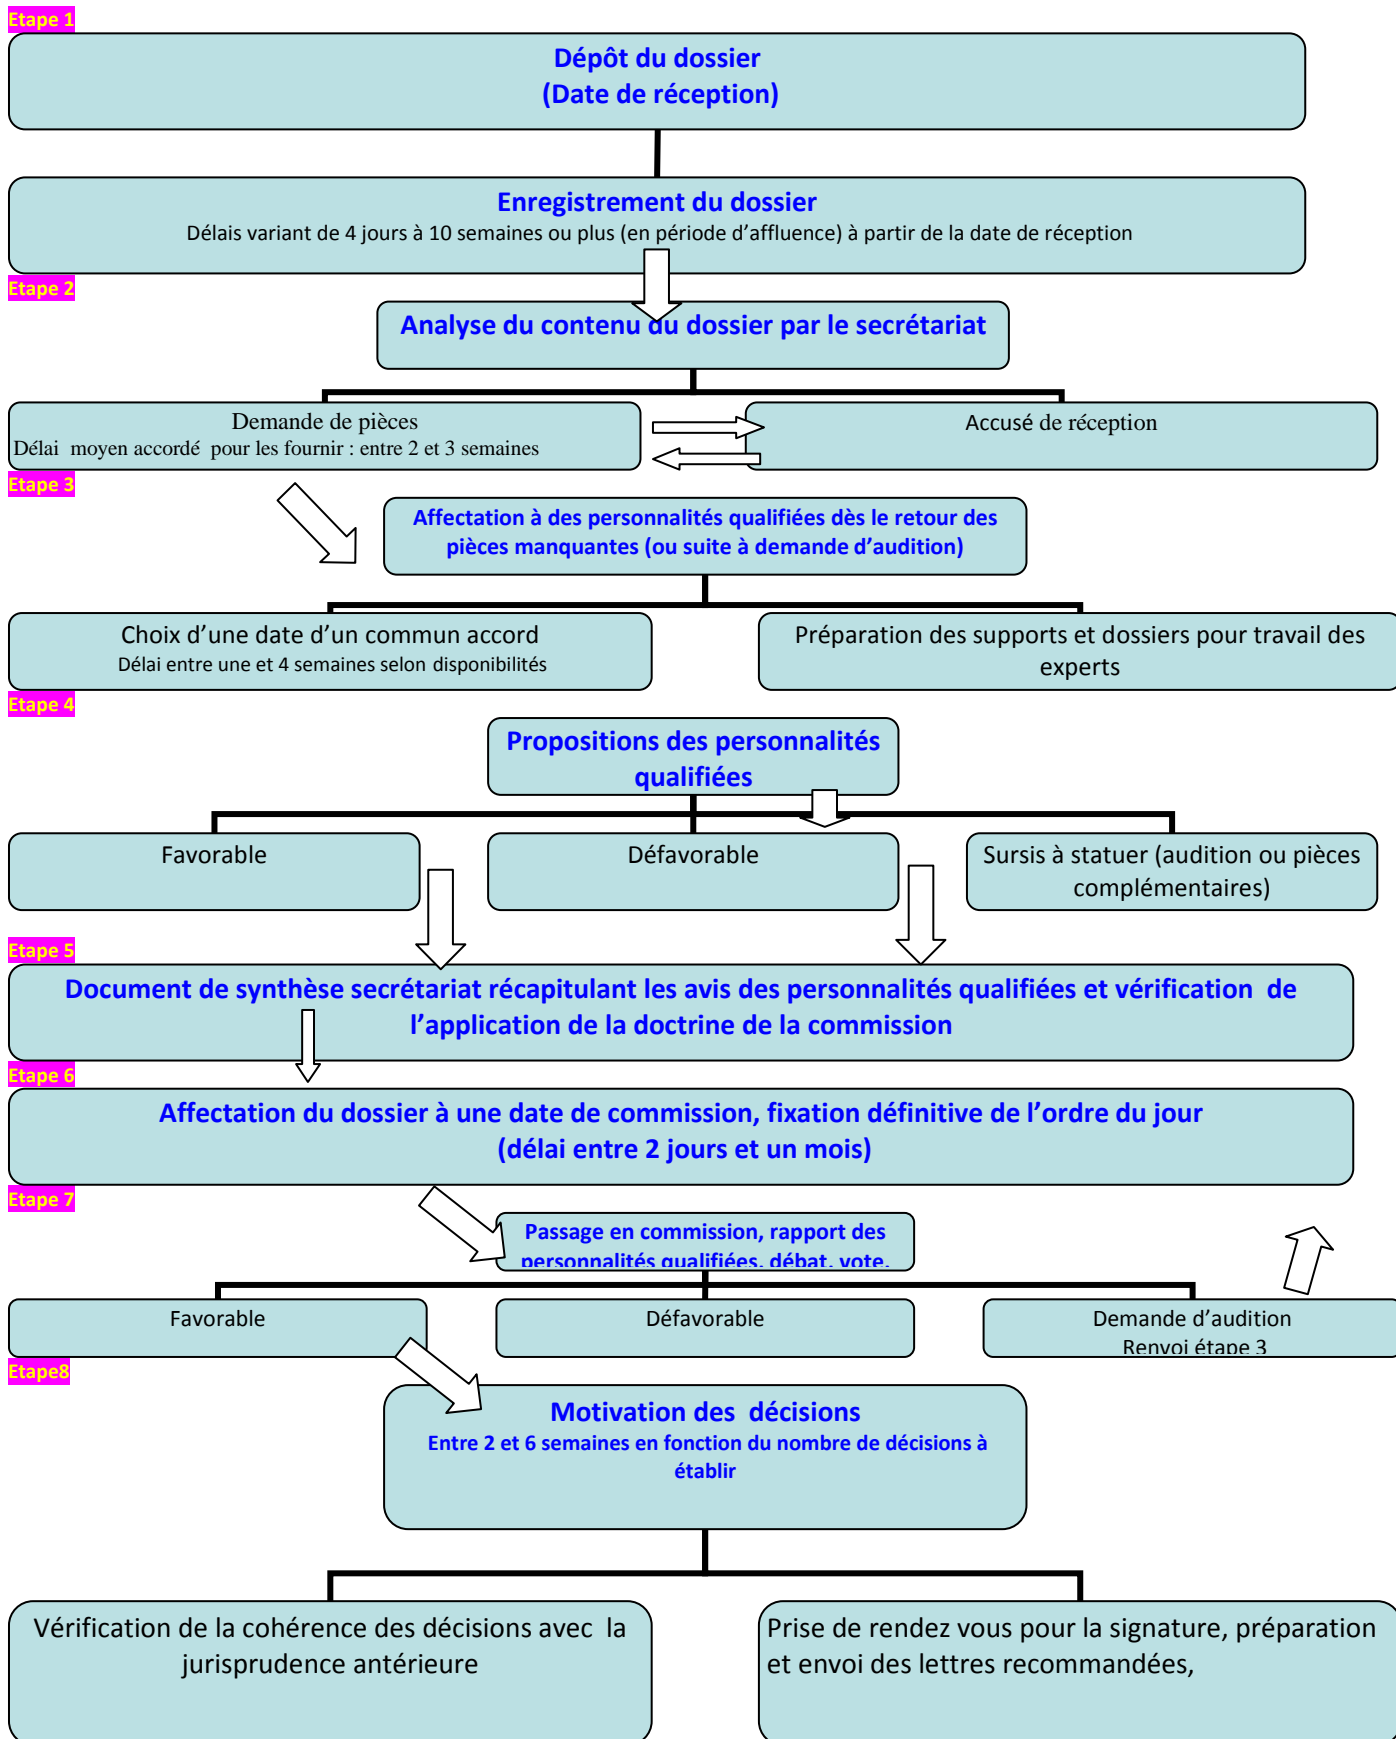 Etape 1
Dépôt du dossier
(Date de réception)
Enregistrement du dossier
Délais variant de 4 jours à 10 semaines ou plus (en période d’affluence) à partir de la date de réception
Etape 2
Analyse du contenu du dossier par le secrétariat
Demande de pièces
Délai moyen accordé pour les fournir : entre 2 et 3 semaines
Accusé de réception
Etape 3
Affectation à des personnalités qualifiées dès le retour des
pièces manquantes (ou suite à demande d’audition)
Choix d’une date d’un commun accord
Délai entre une et 4 semaines selon disponibilités
Préparation des supports et dossiers pour travail des
experts
Etape 4
Propositions des personnalités
qualifiées
Favorable
Défavorable
Sursis à statuer (audition ou pièces
complémentaires)
Etape 5
Document de synthèse secrétariat récapitulant les avis des personnalités qualifiées et vérification de
l’application de la doctrine de la commission
Etape 6
Affectation du dossier à une date de commission, fixation définitive de l’ordre du jour
(délai entre 2 jours et un mois)
Etape 7
Passage en commission, rapport des
personnalités qualifiées, débat, vote.
Favorable
Défavorable
Demande d’audition
Renvoi étape 3
Etape8
Motivation des décisions
Entre 2 et 6 semaines en fonction du nombre de décisions à
établir
Vérification de la cohérence des décisions avec la
jurisprudence antérieure
Prise de rendez vous pour la signature, préparation
et envoi des lettres recommandées,